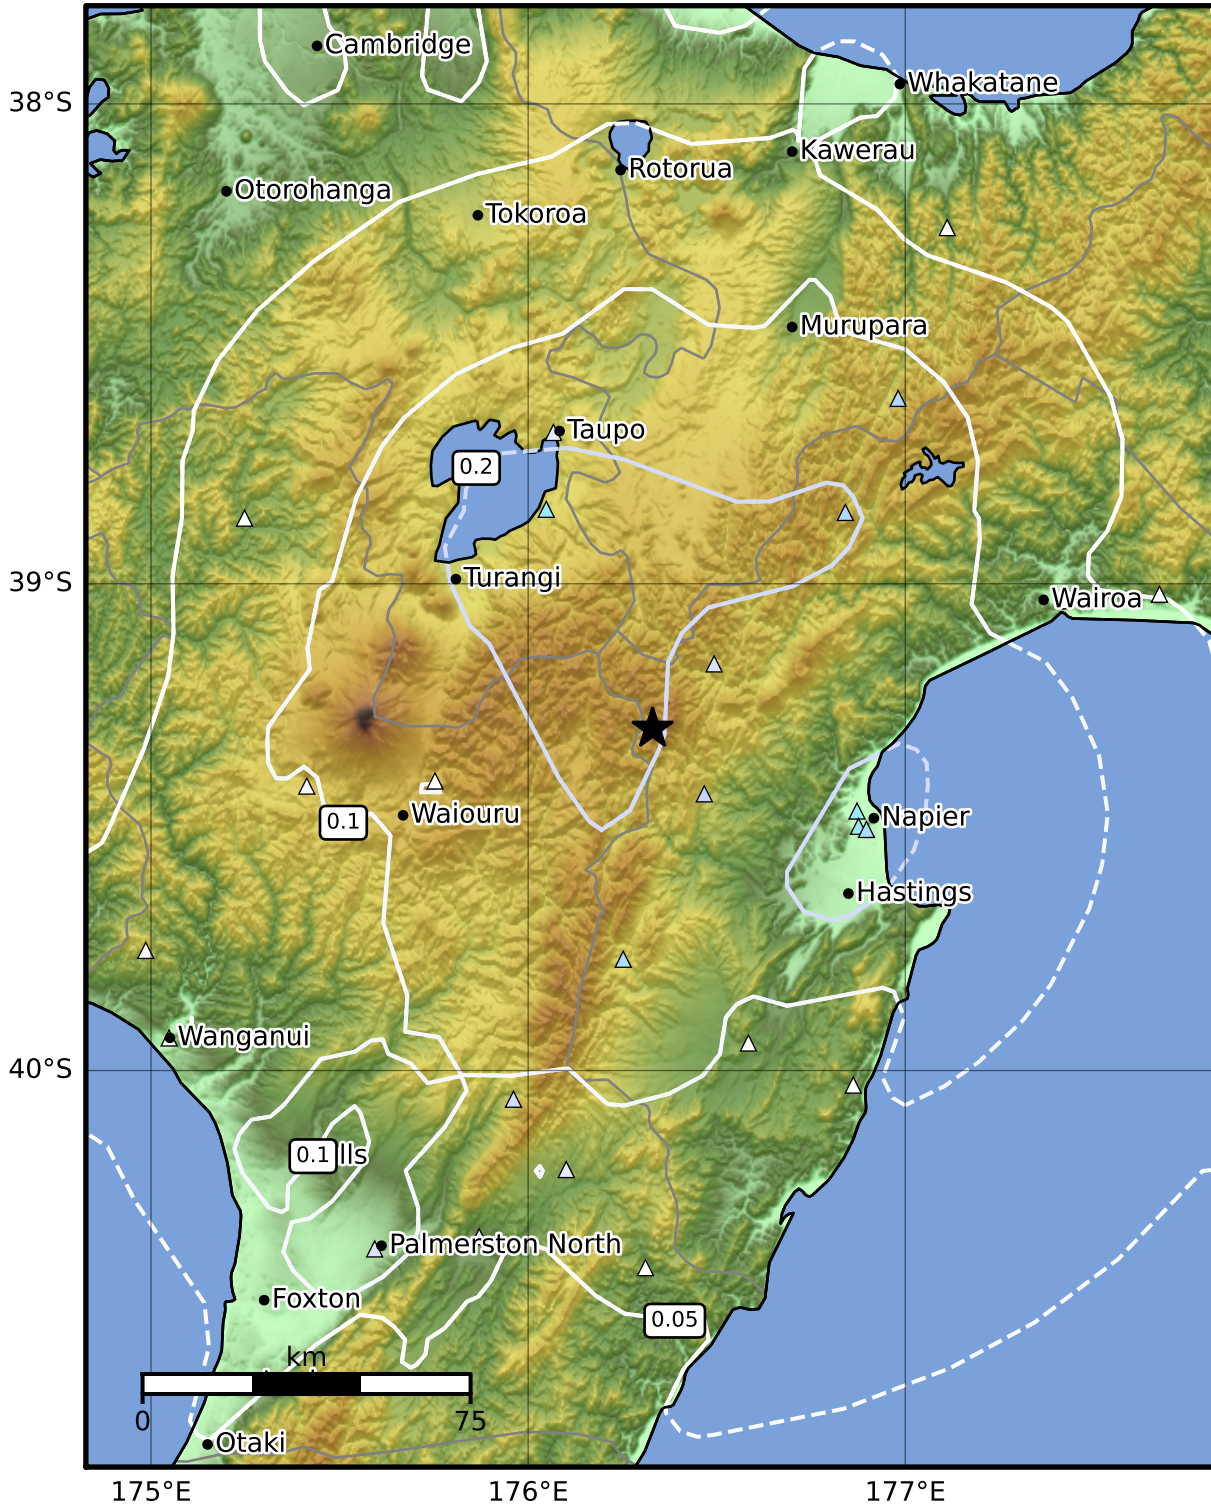 Cambridge
Whakatane
38°S
Kawerau
Rotorua
Otorohanga
Tokoroa
Murupara
Taupo
0.2
Turangi
39°S
Wairoa
0.1
Waiouru
Napier
Hastings
Wanganui
40°S
0.1
lls
Palmerston North
Foxton
0.05
km
0
75
Otaki
175°E
176°E
177°E